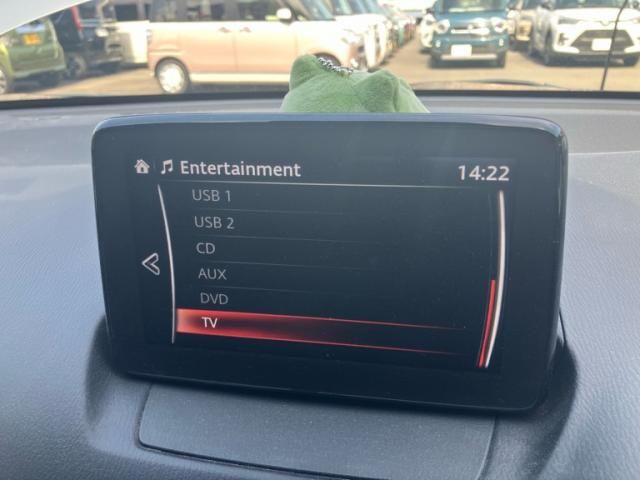 Entertainment 14:22
USB 1
USB 2
CD
AUX
DVD
TV